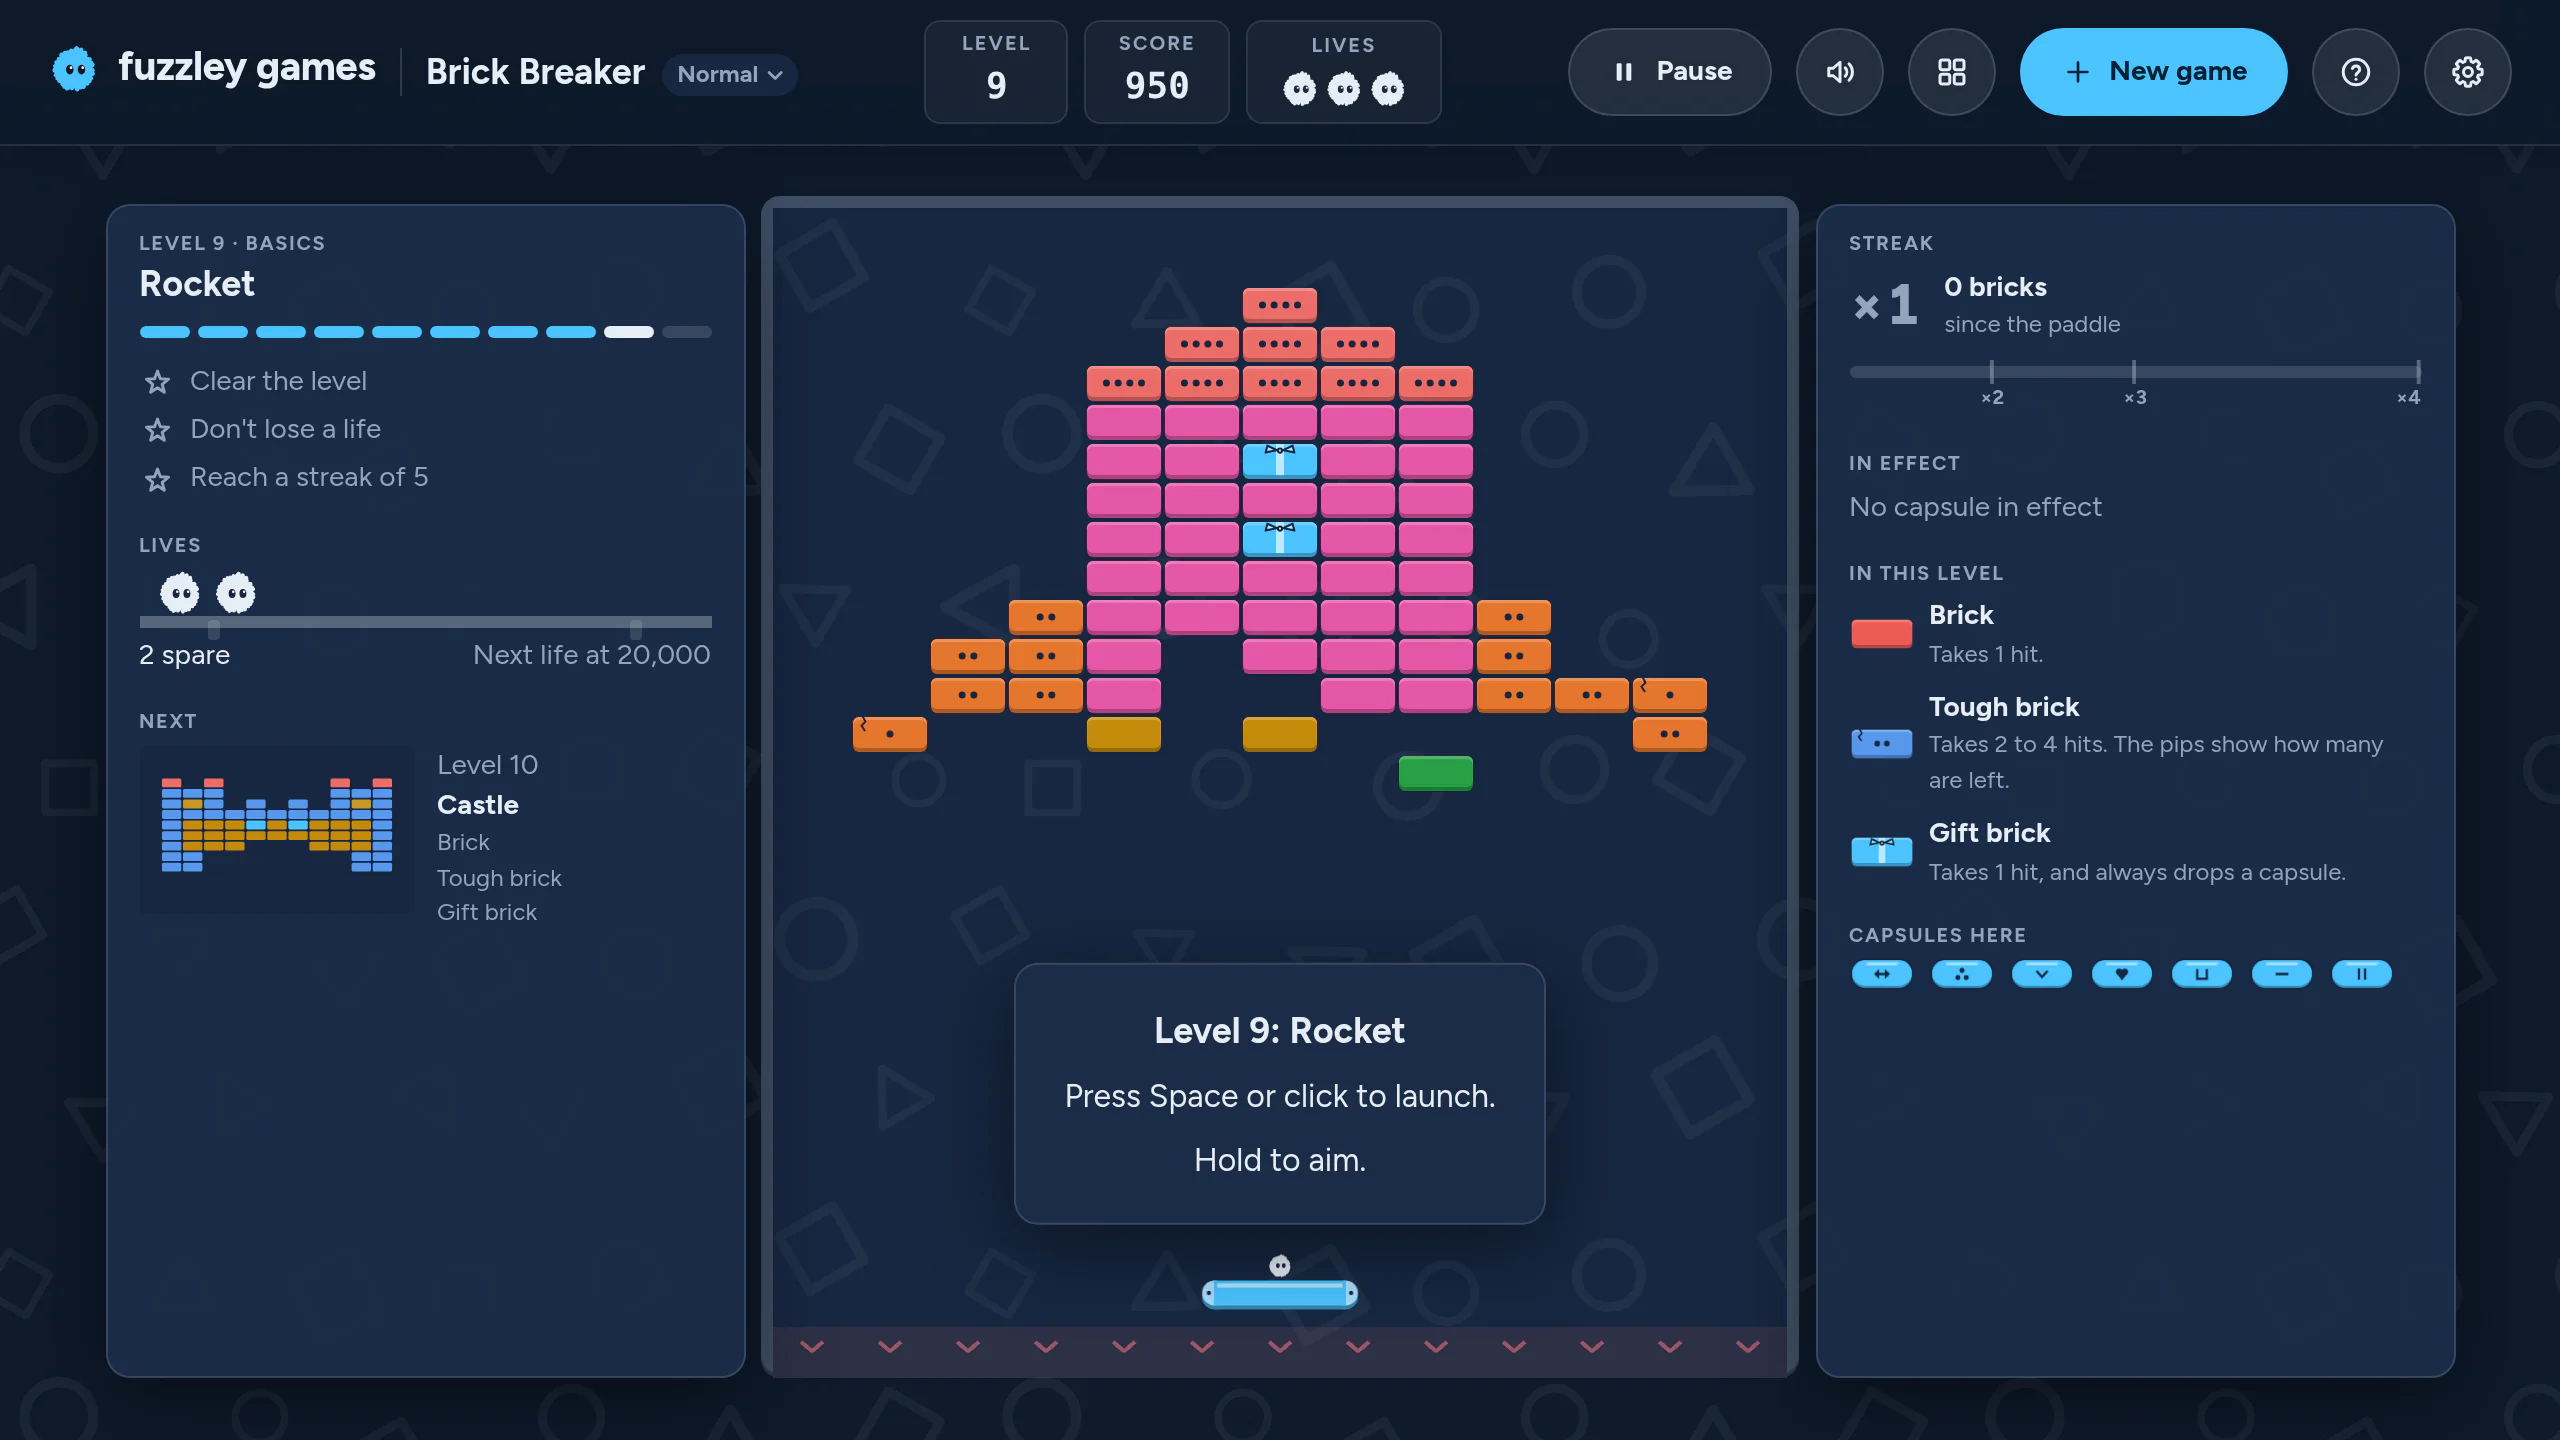 fuzzley games
Brick Breaker
Normal
LEVEL
9
SCORE
950
LIVES
Pause
New game
LEVEL 9 · BASICS
Rocket
Clear the level
Don't lose a life
Reach a streak of 5
LIVES
2 spare
Next life at 20,000
NEXT
Level 10
Castle
Brick
Tough brick
Gift brick
Level 9: Rocket
Press Space or click to launch.
Hold to aim.
STREAK
×1
0 bricks
since the paddle
×2
×3
×4
IN EFFECT
No capsule in effect
IN THIS LEVEL
Brick
Takes 1 hit.
Tough brick
Takes 2 to 4 hits. The pips show how many
are left.
Gift brick
Takes 1 hit, and always drops a capsule.
CAPSULES HERE